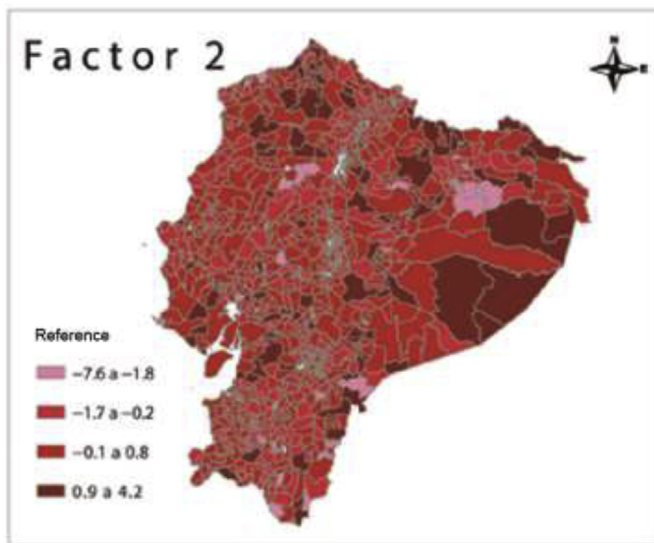 Factor 2
N
E
Reference
−7.6 a −1.8
−1.7 a −0.2
−0.1 a 0.8
0.9 a 4.2